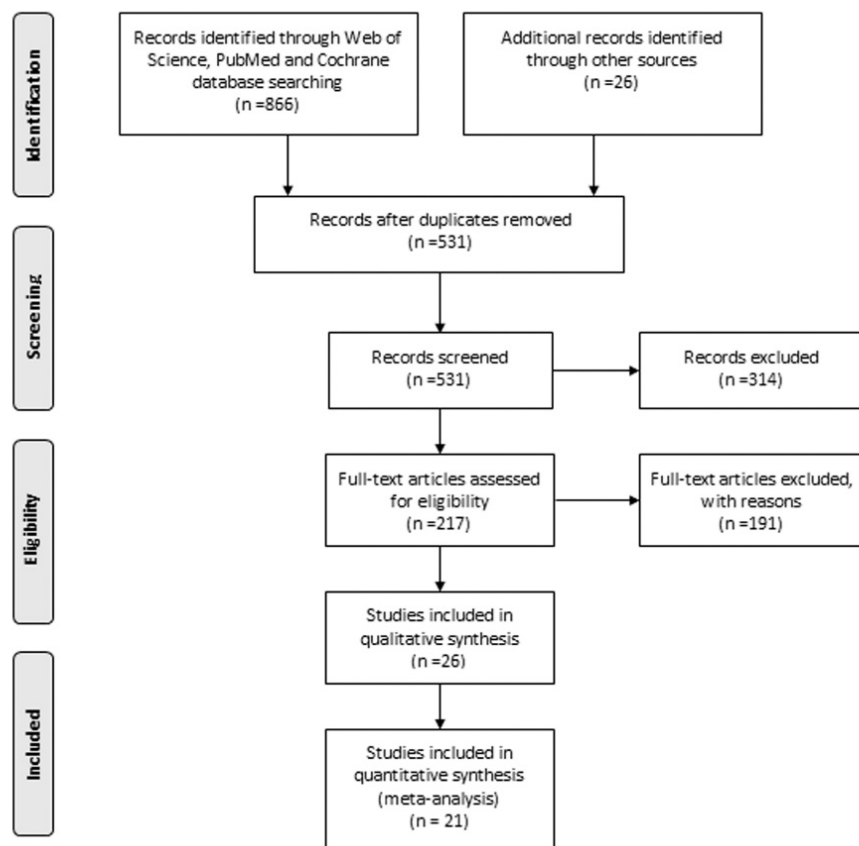 Identification
Records identified through Web of
Science, PubMed and Cochrane
database searching
(n =866)
Additional records identified
through other sources
(n =26)
Records after duplicates removed
(n =531)
Screening
Records screened
(n =531)
Records excluded
(n =314)
Eligibility
Full-text articles assessed
for eligibility
(n =217)
Full-text articles excluded,
with reasons
(n =191)
Studies included in
qualitative synthesis
(n =26)
Included
Studies included in
quantitative synthesis
(meta-analysis)
(n = 21)